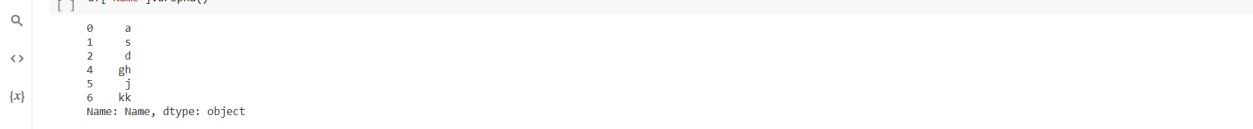 [ ]
0 a
1 s
2 d
4 gh
5 j
6 kk
Name: Name, dtype: object
<>
{x}